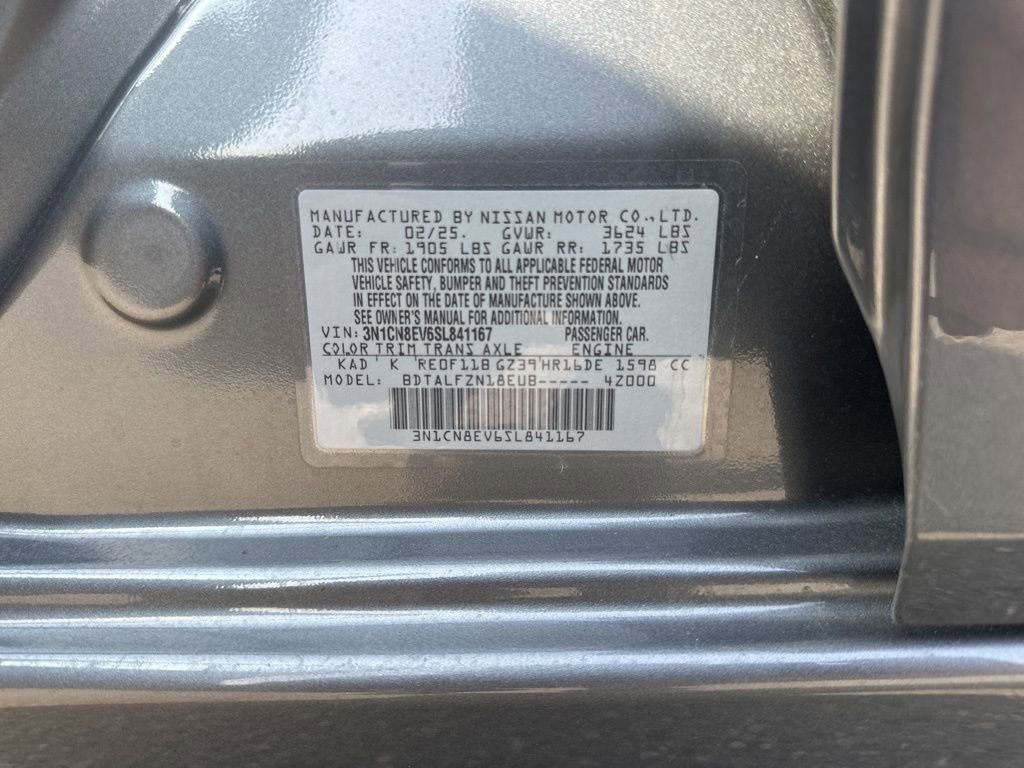 MANUFACTURED BY NISSAN MOTOR CO., LTD.
DATE: 02/25. GVWR: 3624 LBS
GAWR FR: 1905 LBS GAWR RR: 1735 LBS
THIS VEHICLE CONFORMS TO ALL APPLICABLE FEDERAL MOTOR
VEHICLE SAFETY, BUMPER AND THEFT PREVENTION STANDARDS
IN EFFECT ON THE DATE OF MANUFACTURE SHOWN ABOVE.
SEE OWNER'S MANUAL FOR ADDITIONAL INFORMATION.
VIN: 3N1CN8EV6SL841167 PASSENGER CAR.
COLOR TRIM TRANS AXLE ENGINE
KAD K RE0F11B GZ39 HR16DE 1598 CC
MODEL: BDTALFZN18EUB----- 4Z000
3N1CN8EV6SL841167